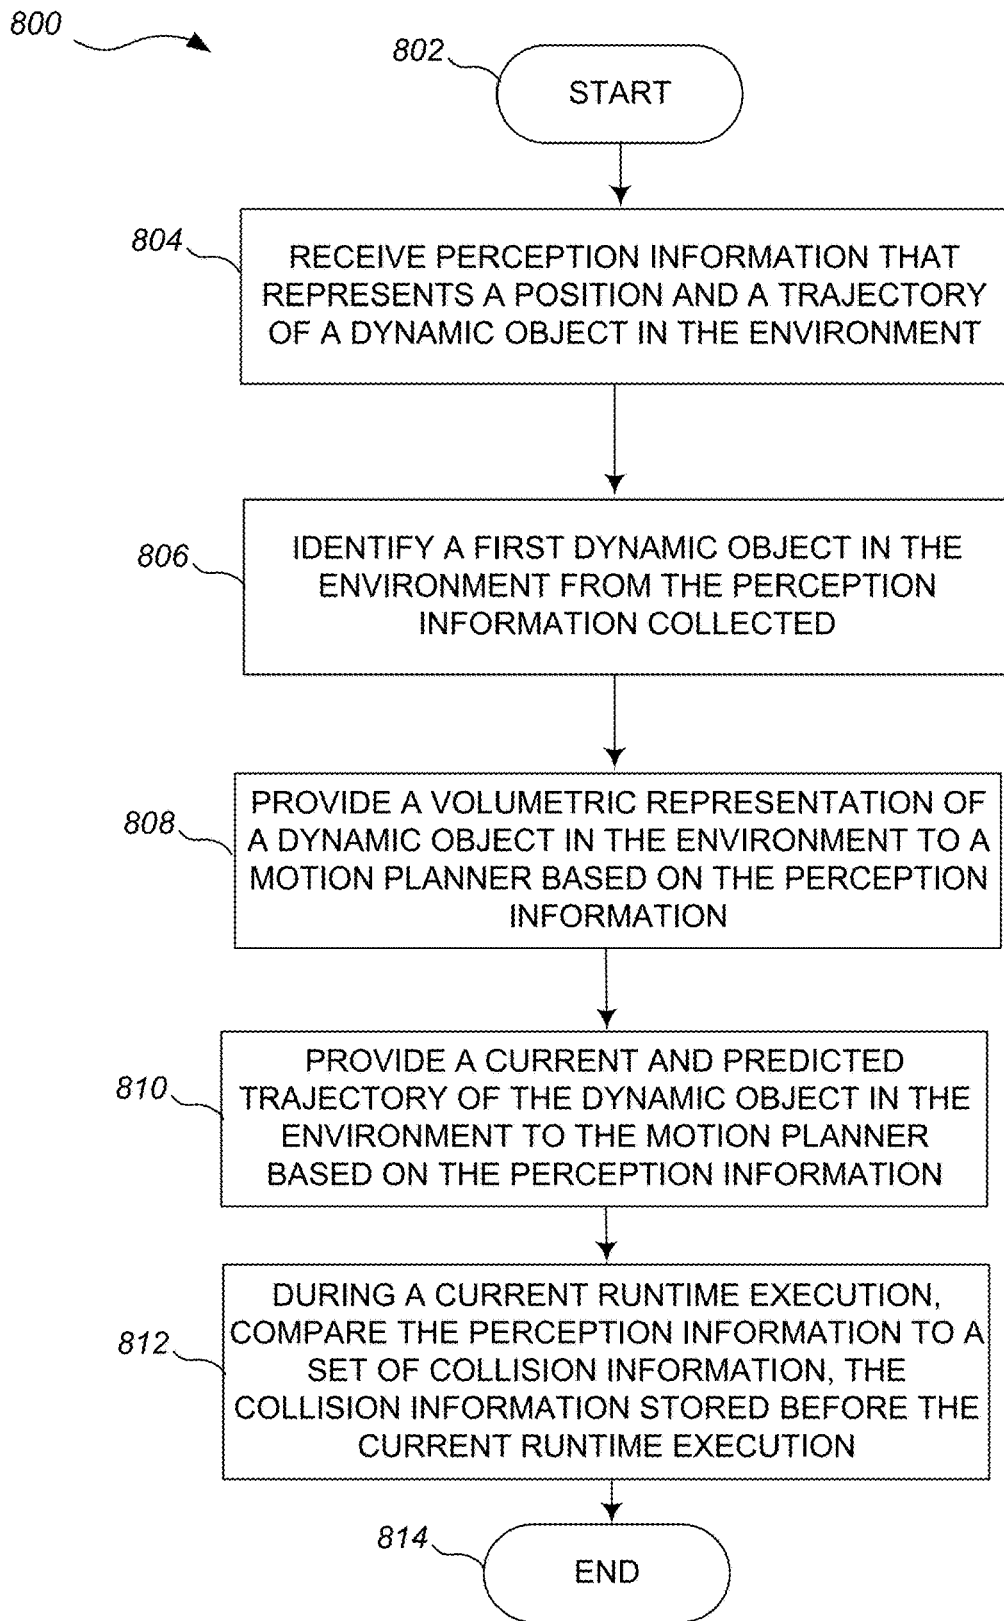 800
802
START
804
RECEIVE PERCEPTION INFORMATION THAT
REPRESENTS A POSITION AND A TRAJECTORY
OF A DYNAMIC OBJECT IN THE ENVIRONMENT
806
IDENTIFY A FIRST DYNAMIC OBJECT IN THE
ENVIRONMENT FROM THE PERCEPTION
INFORMATION COLLECTED
808
PROVIDE A VOLUMETRIC REPRESENTATION OF
A DYNAMIC OBJECT IN THE ENVIRONMENT TO A
MOTION PLANNER BASED ON THE PERCEPTION
INFORMATION
810
PROVIDE A CURRENT AND PREDICTED
TRAJECTORY OF THE DYNAMIC OBJECT IN THE
ENVIRONMENT TO THE MOTION PLANNER
BASED ON THE PERCEPTION INFORMATION
812
DURING A CURRENT RUNTIME EXECUTION,
COMPARE THE PERCEPTION INFORMATION TO A
SET OF COLLISION INFORMATION, THE
COLLISION INFORMATION STORED BEFORE THE
CURRENT RUNTIME EXECUTION
814
END